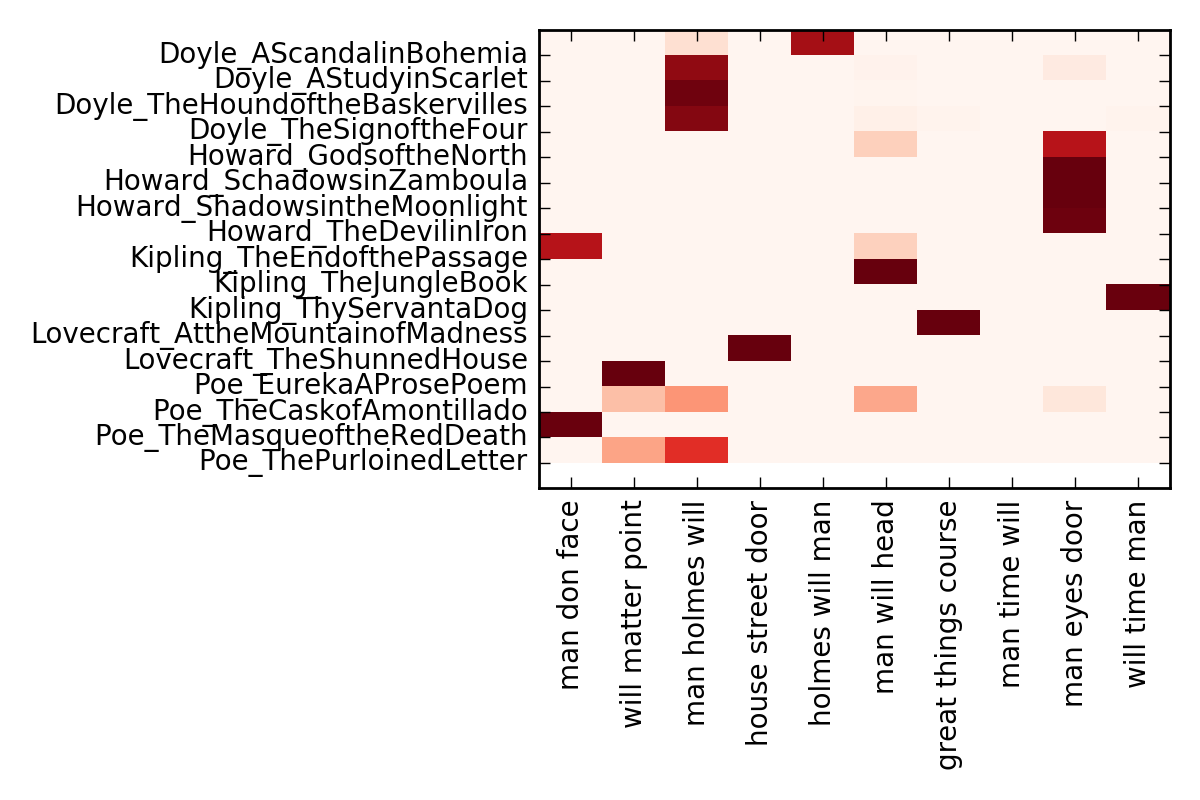 Doyle_AScandalinBohemia
Doyle_AStudyinScarlet
Doyle_TheHoundoftheBaskervilles
Doyle_TheSignoftheFour
Howard_GodsoftheNorth
Howard_SchadowsinZamboula
Howard_ShadowsintheMoonlight
Howard_TheDevilinIron
Kipling_TheEndofthePassage
Kipling_TheJungleBook
Kipling_ThyServantaDog
Lovecraft_AttheMountainofMadness
Lovecraft_TheShunnedHouse
Poe_EurekaAProsePoem
Poe_TheCaskofAmontillado
Poe_TheMasqueoftheRedDeath
Poe_ThePurloinedLetter
man don face
will matter point
man holmes will
house street door
holmes will man
man will head
great things course
man time will
man eyes door
will time man